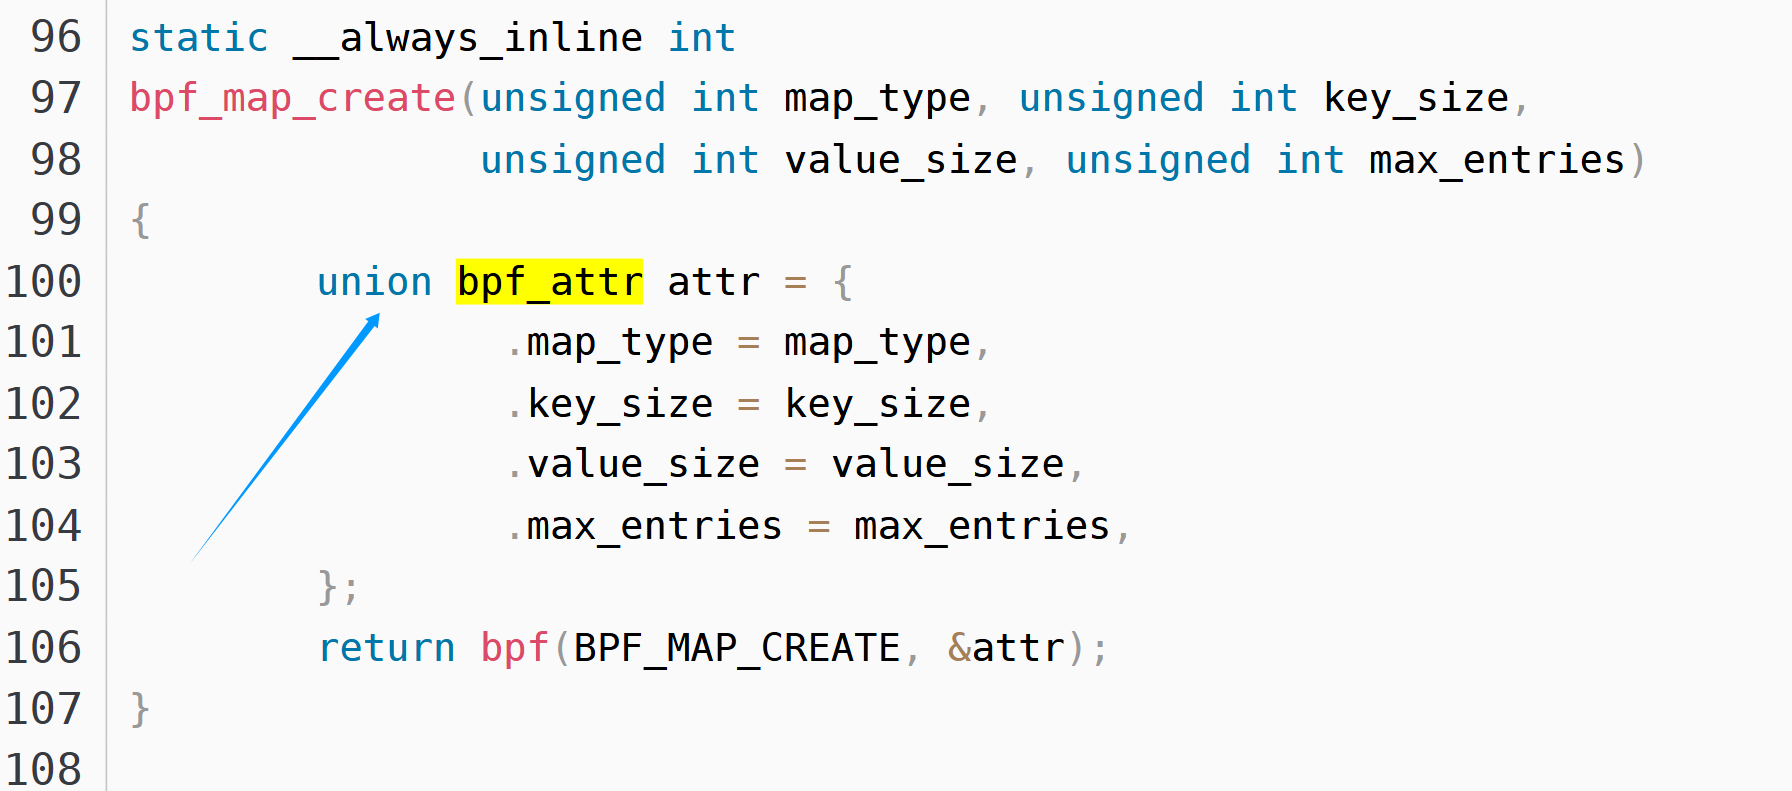 96 static __always_inline int
97 bpf_map_create(unsigned int map_type, unsigned int key_size,
98                unsigned int value_size, unsigned int max_entries)
99 {
100         union bpf_attr attr = {
101                 .map_type = map_type,
102                 .key_size = key_size,
103                 .value_size = value_size,
104                 .max_entries = max_entries,
105         };
106         return bpf(BPF_MAP_CREATE, &attr);
107 }
108